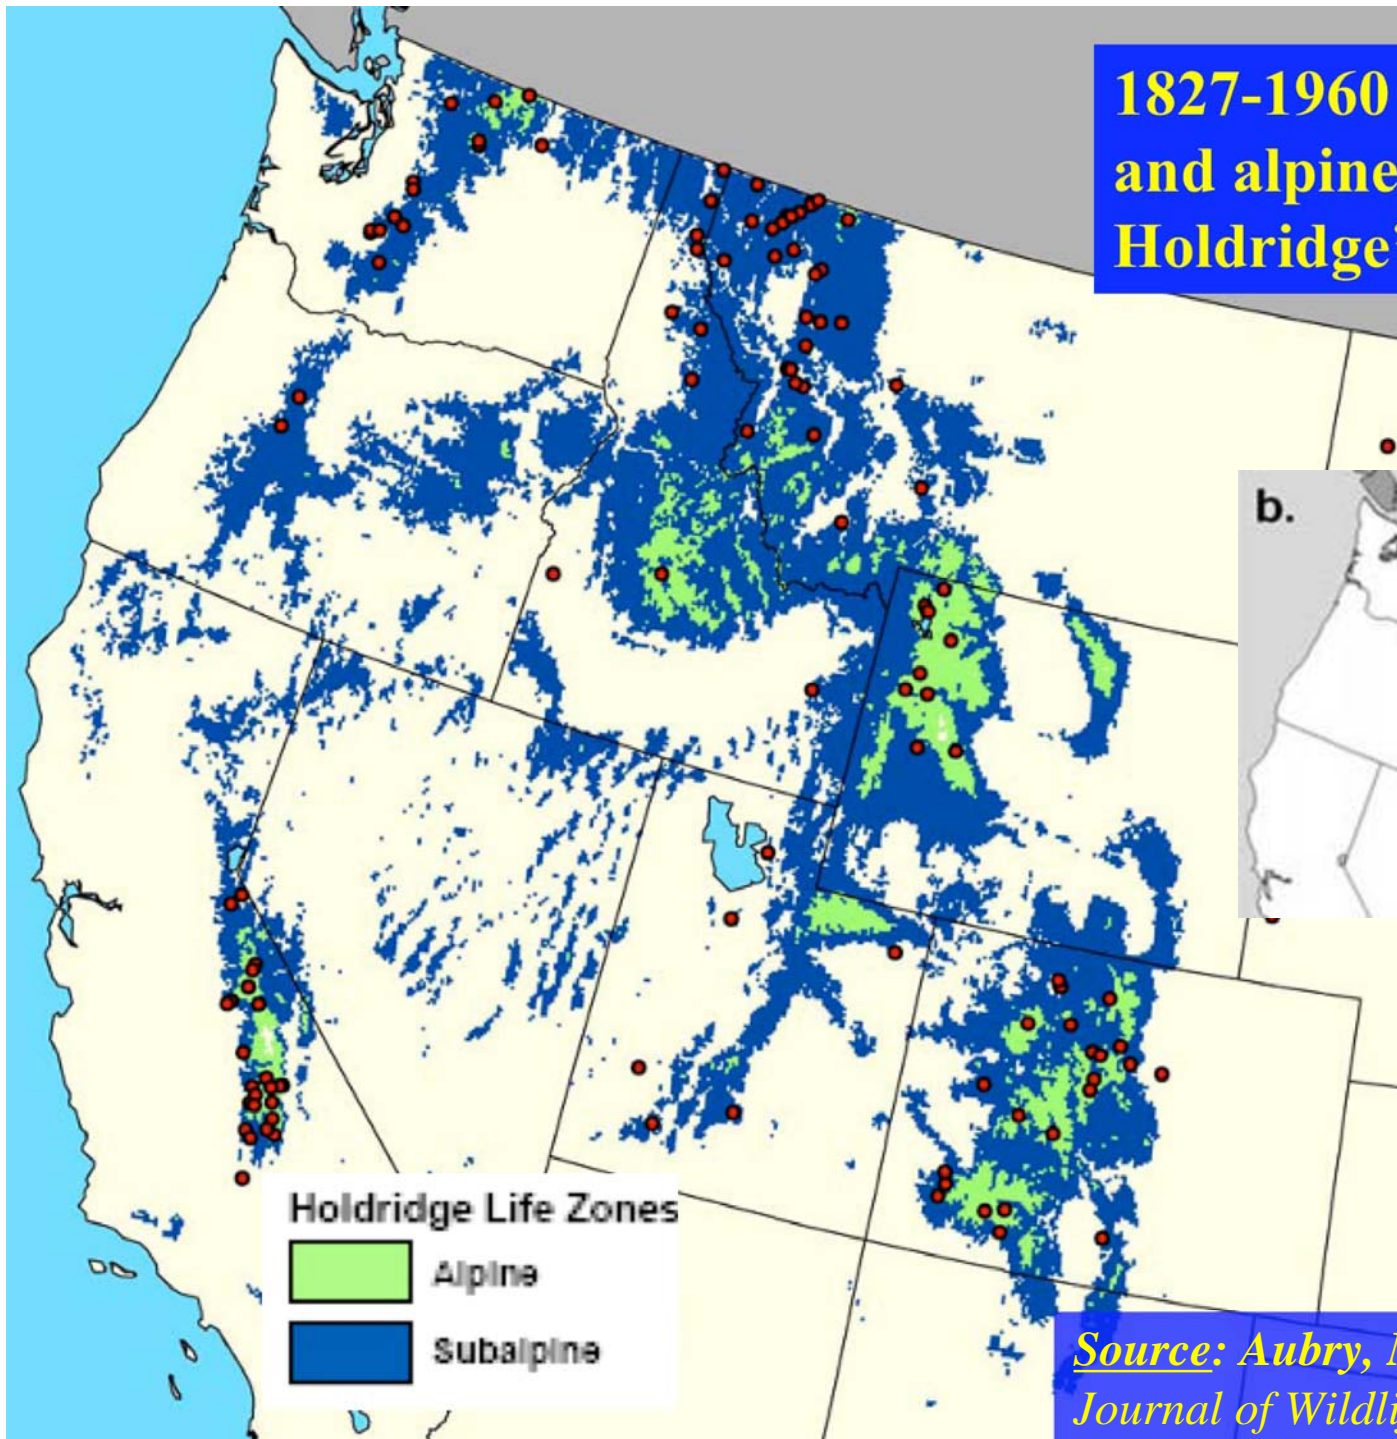 1827-1960
and alpine
Holdridge’
b.
Holdridge Life Zones
Alpine
Subalpine
Source: Aubry,
Journal of Wildli